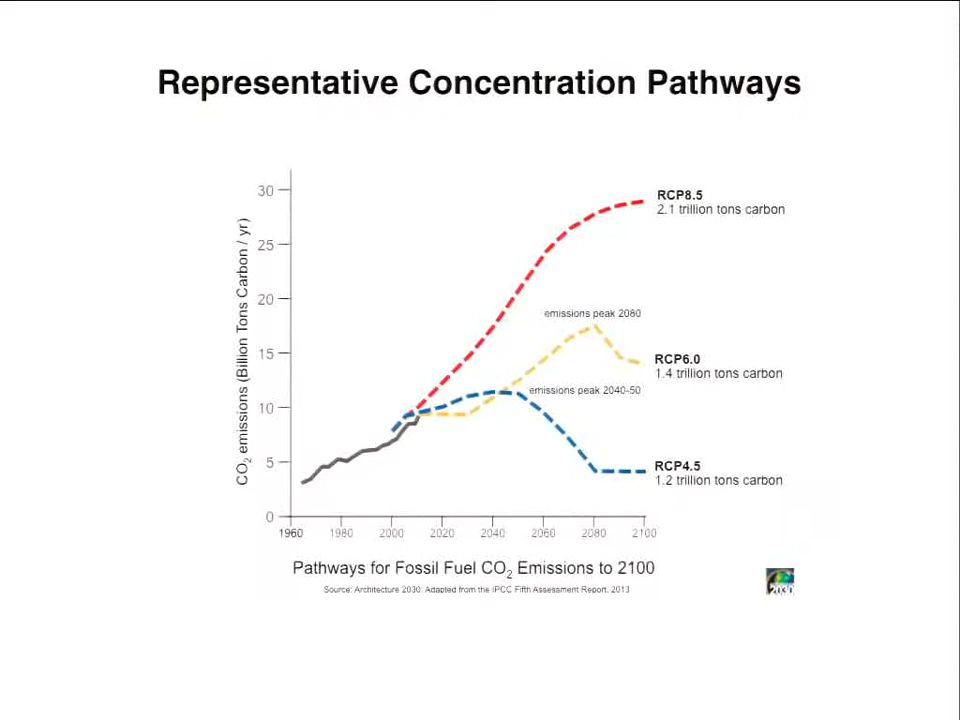 Representative Concentration Pathways
CO2 emissions (Billion Tons Carbon / yr)
30
25
20
15
10
5
0
1960 1980 2000 2020 2040 2060 2080 2100
RCP8.5
2.1 trillion tons carbon
emissions peak 2080
RCP6.0
1.4 trillion tons carbon
emissions peak 2040-50
RCP4.5
1.2 trillion tons carbon
Pathways for Fossil Fuel CO2 Emissions to 2100
Source: Architecture 2030: Adapted from the IPCC Fifth Assessment Report, 2013
2030